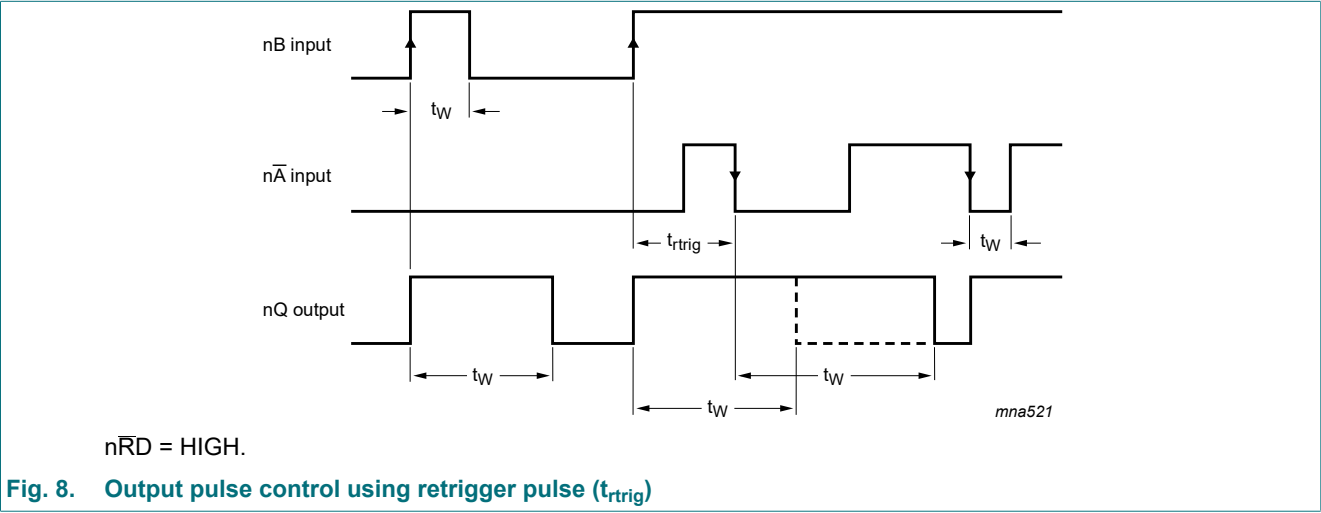 nB input
tW
nA̅ input
trtrig
tW
nQ output
tW
tW
tW
mna521
nR̅D = HIGH.
Fig. 8. Output pulse control using retrigger pulse (trtrig)